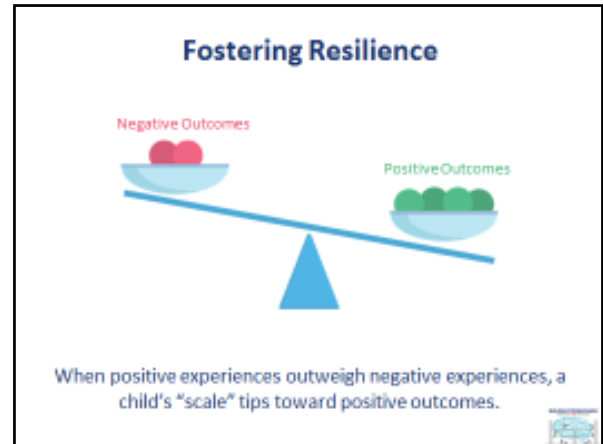 Fostering Resilience
Negative Outcomes
Positive Outcomes
When positive experiences outweigh negative experiences, a
child's “scale” tips toward positive outcomes.